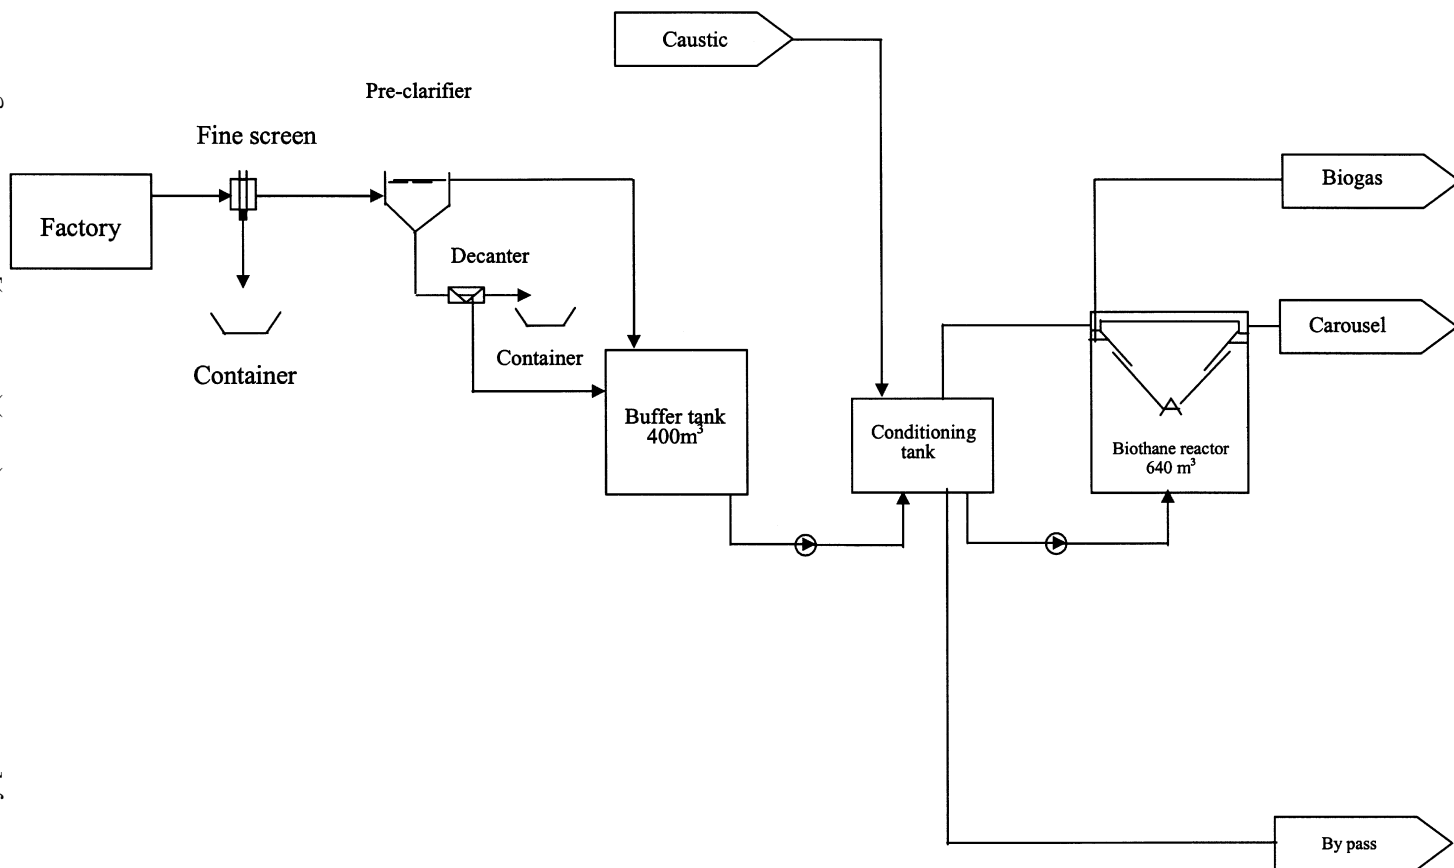 Caustic
Pre-clarifier
Fine screen
Biogas
Factory
Decanter
Carousel
Container
Container
Buffer tank
400m³
Conditioning
tank
Biothane reactor
640 m³
By pass